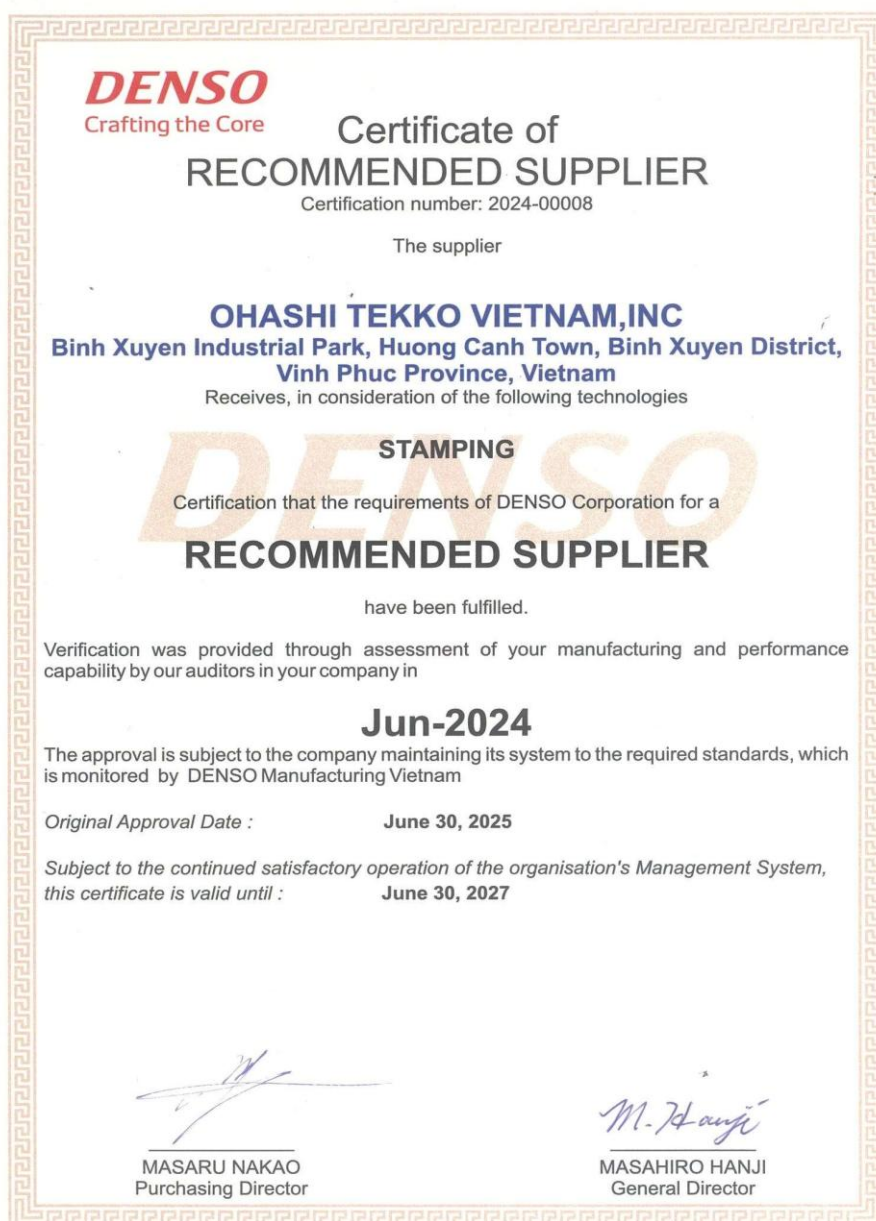 DENSO
Crafting the Core
Certificate of
RECOMMENDED SUPPLIER
Certification number: 2024-00008
The supplier
OHASHI TEKKO VIETNAM,INC
Binh Xuyen Industrial Park, Huong Canh Town, Binh Xuyen District,
Vinh Phuc Province, Vietnam
Receives, in consideration of the following technologies
DENSO
STAMPING
Certification that the requirements of DENSO Corporation for a
RECOMMENDED SUPPLIER
have been fulfilled.
Verification was provided through assessment of your manufacturing and performance
capability by our auditors in your company in
Jun-2024
The approval is subject to the company maintaining its system to the required standards, which
is monitored by DENSO Manufacturing Vietnam
Original Approval Date : June 30, 2025
Subject to the continued satisfactory operation of the organisation's Management System,
this certificate is valid until : June 30, 2027
M. Hanji
MASARU NAKAO
Purchasing Director
MASAHIRO HANJI
General Director